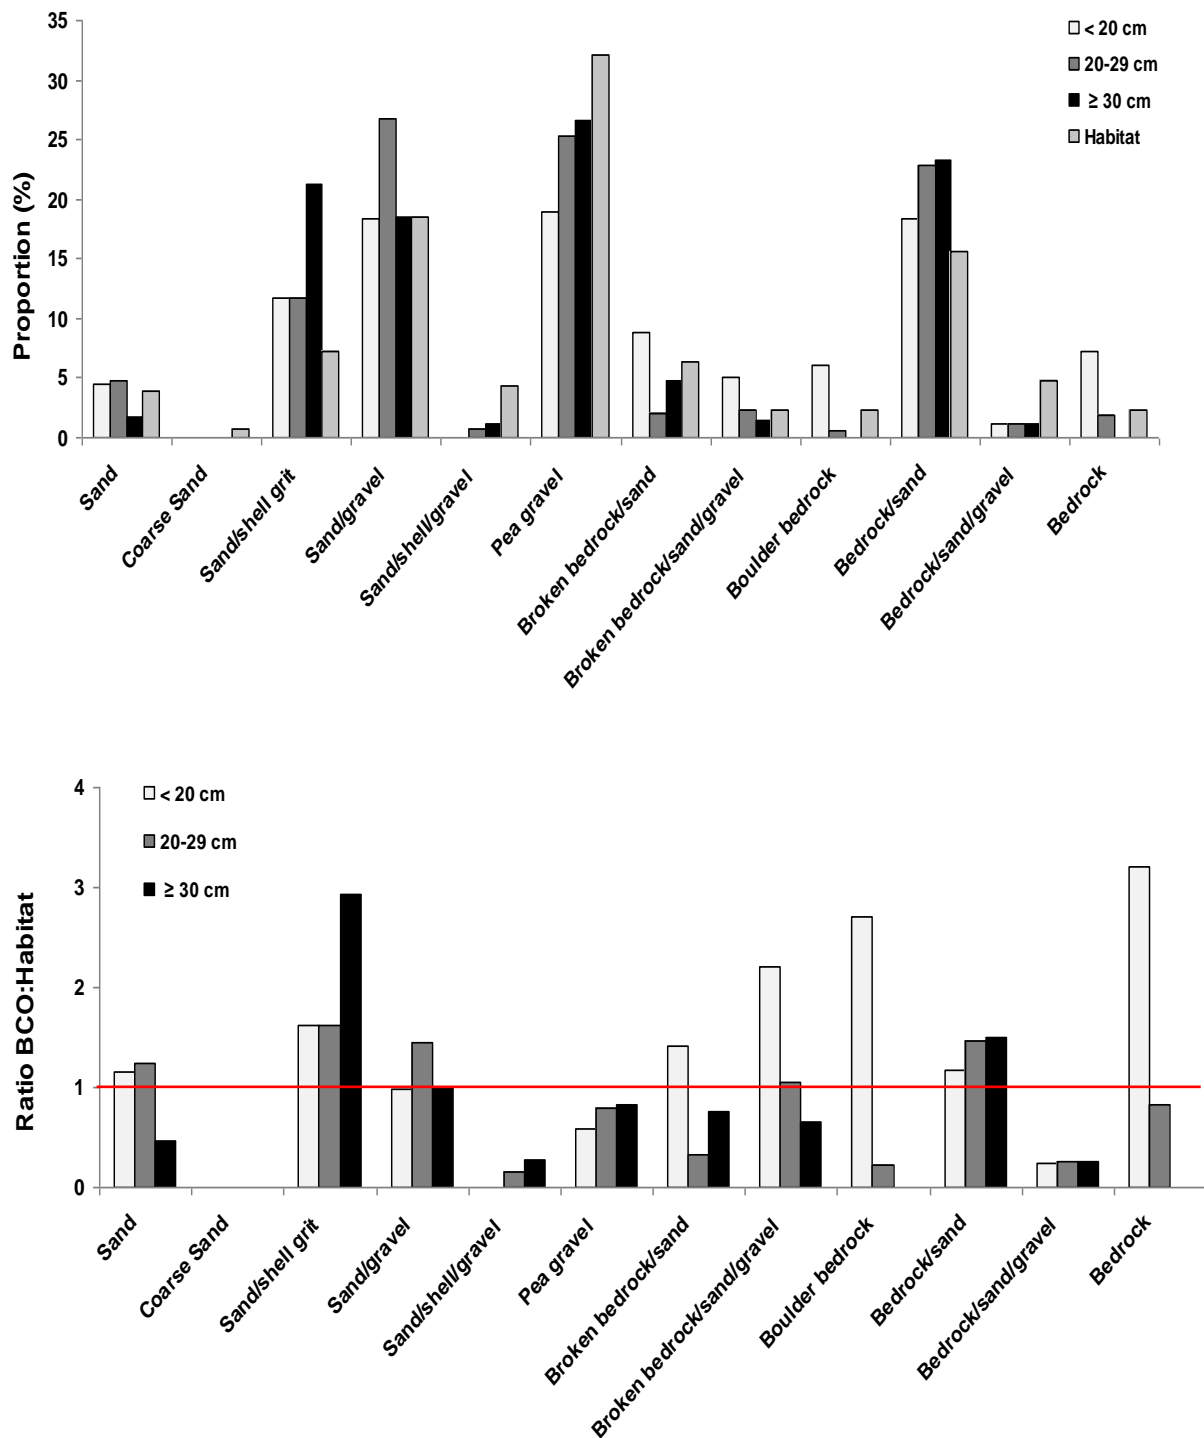 35
30
25
20
15
10
5
0
Proportion (%)
< 20 cm
20-29 cm
≥ 30 cm
Habitat
Sand
Coarse Sand
Sand/shell grit
Sand/gravel
Sand/shell/gravel
Pea gravel
Broken bedrock/sand
Broken bedrock/sand/gravel
Boulder bedrock
Bedrock/sand
Bedrock/sand/gravel
Bedrock
4
3
2
1
0
Ratio BCO:Habitat
< 20 cm
20-29 cm
≥ 30 cm
Sand
Coarse Sand
Sand/shell grit
Sand/gravel
Sand/shell/gravel
Pea gravel
Broken bedrock/sand
Broken bedrock/sand/gravel
Boulder bedrock
Bedrock/sand
Bedrock/sand/gravel
Bedrock